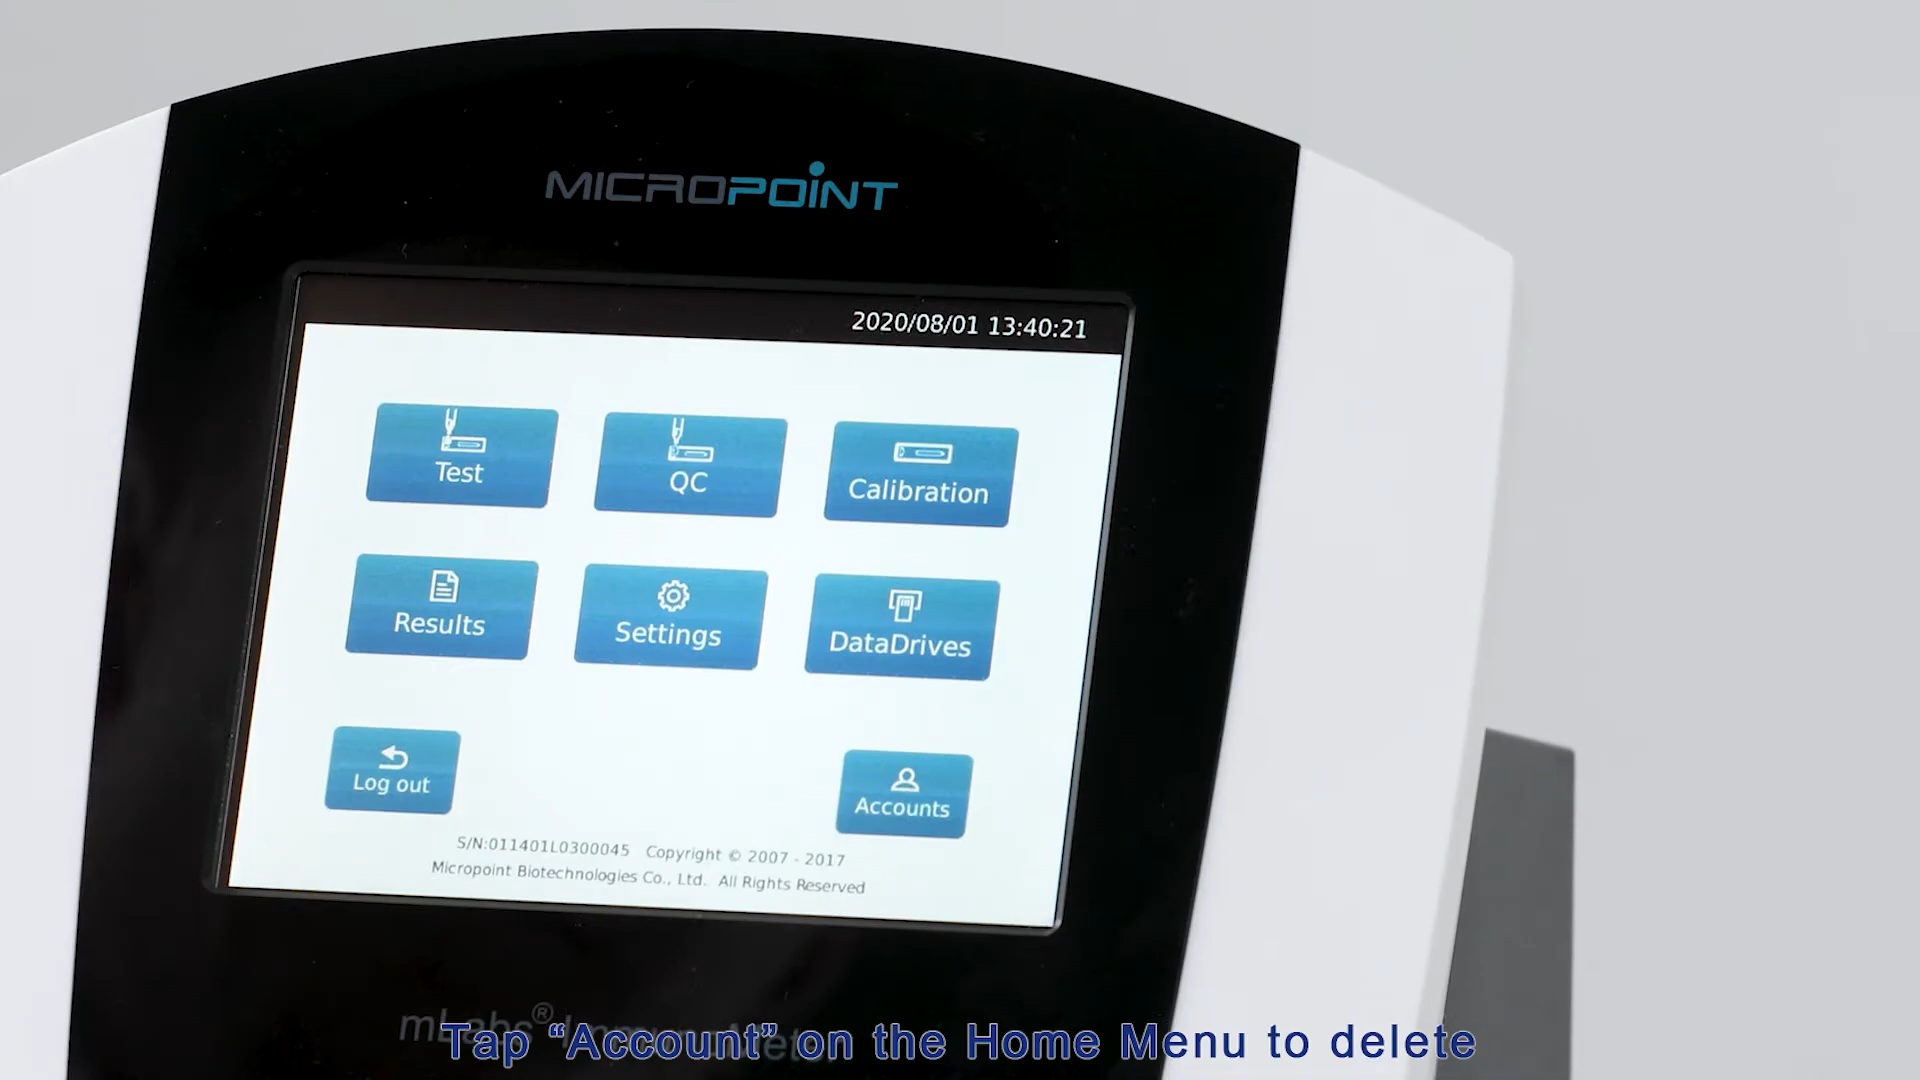 MICROPOINT
2020/08/01 13:40:21
Test
QC
Calibration
Results
Settings
DataDrives
Log out
Accounts
S/N:011401L0300045 Copyright © 2007 - 2017
Micropoint Biotechnologies Co., Ltd. All Rights Reserved
mLabs®
Tap “Account” on the Home Menu to delete